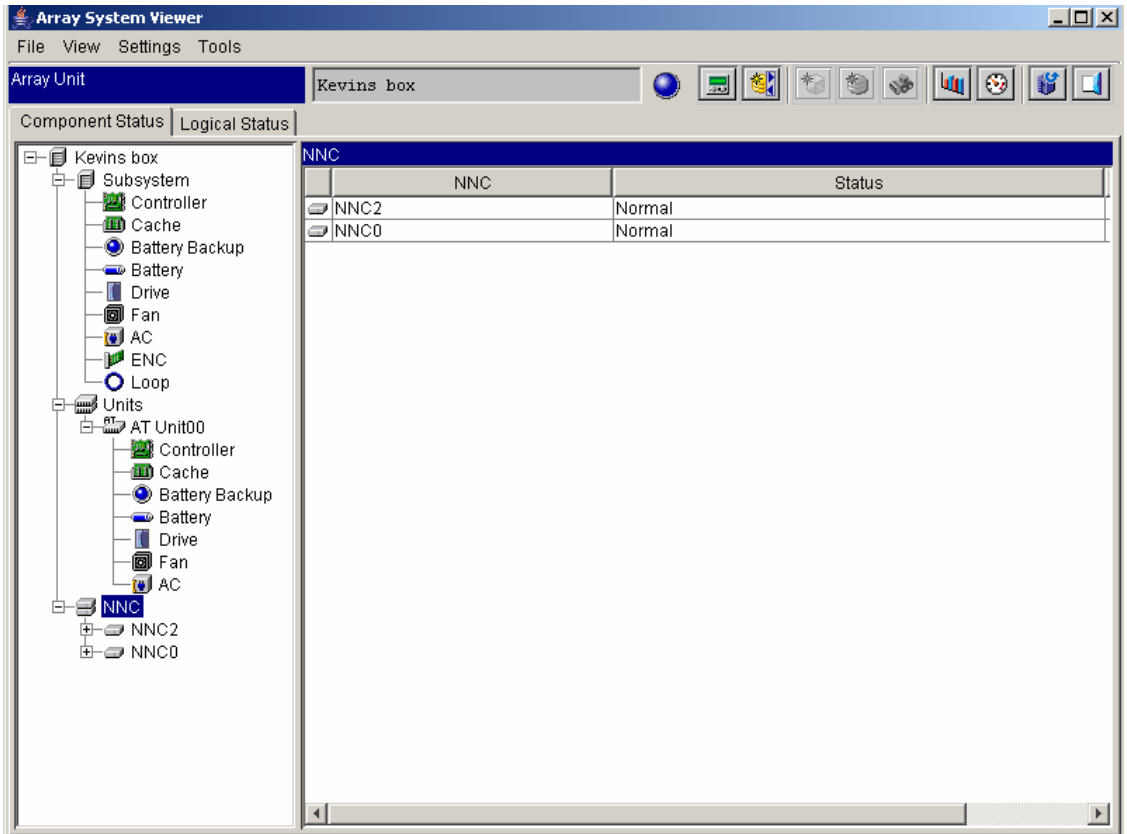 Array System Viewer
File View Settings Tools
Array Unit
Kevins box
Component Status
Logical Status
Kevins box
Subsystem
Controller
Cache
Battery Backup
Battery
Drive
Fan
AC
ENC
Loop
Units
AT Unit00
Controller
Cache
Battery Backup
Battery
Drive
Fan
AC
NNC
NNC2
NNC0
NNC
NNC Status
NNC2 Normal
NNC0 Normal